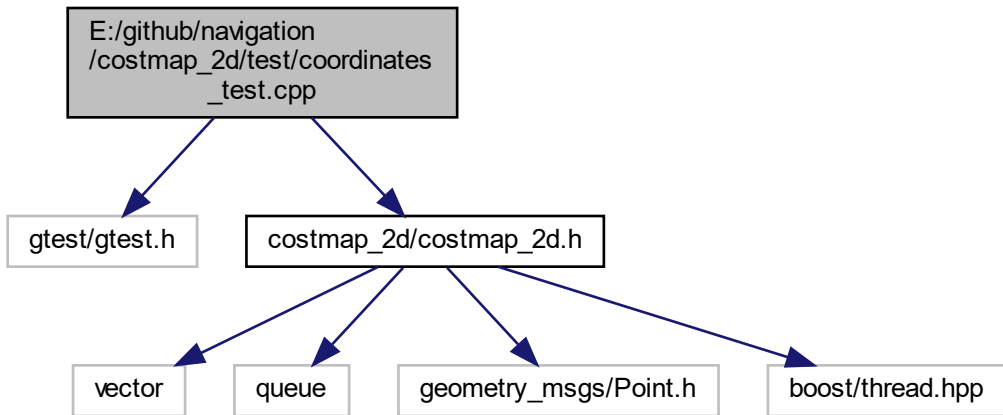 E:/github/navigation
/costmap_2d/test/coordinates
_test.cpp
gtest/gtest.h
costmap_2d/costmap_2d.h
vector
queue
geometry_msgs/Point.h
boost/thread.hpp